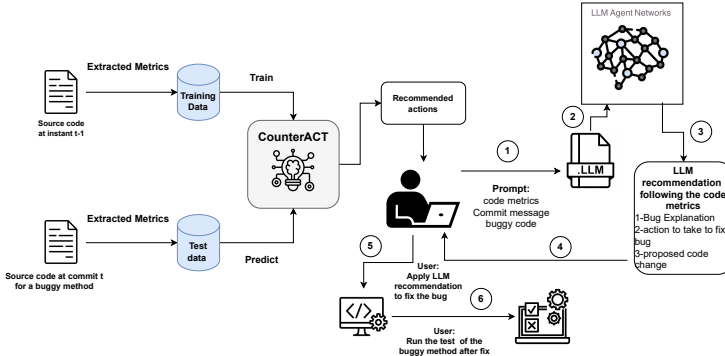 LLM Agent Networks
Extracted Metrics
Training
Data
Train
Source code
at instant t-1
CounterACT
Recommended
actions
1
2
3
.LLM
Prompt:
code metrics
Commit message
buggy code
LLM
recommendation
following the code
metrics
1-Bug Explanation
2-action to take to fix
bug
3-proposed code
change
4
Extracted Metrics
Test
data
Predict
Source code at commit t
for a buggy method
5
User:
Apply LLM
recommendation
to fix the bug
6
User:
Run the test of the
buggy method after fix